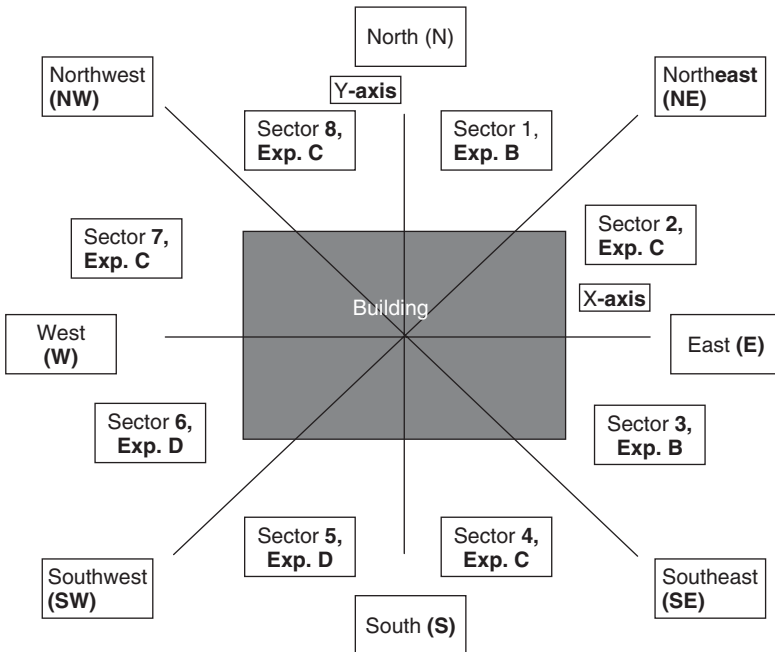 North (N)
Northwest
(NW)
Y-axis
Northeast
(NE)
Sector 8,
Exp. C
Sector 1,
Exp. B
Sector 7,
Exp. C
Sector 2,
Exp. C
X-axis
Building
West
(W)
East (E)
Sector 6,
Exp. D
Sector 3,
Exp. B
Sector 5,
Exp. D
Sector 4,
Exp. C
Southwest
(SW)
Southeast
(SE)
South (S)